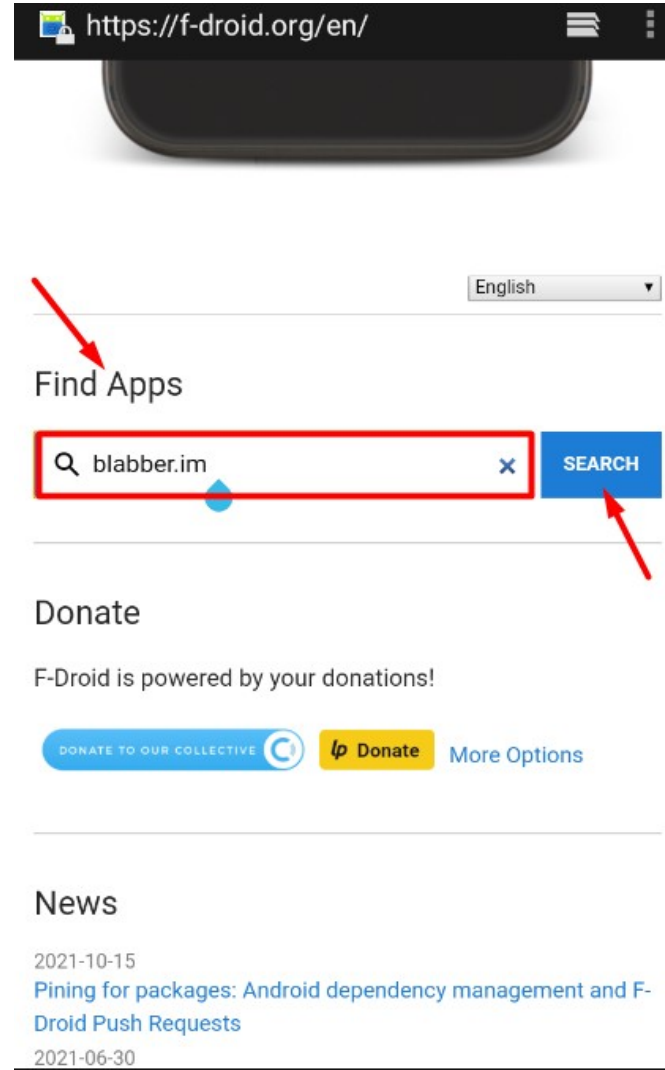 https://f-droid.org/en/
English
Find Apps
blabber.im
SEARCH
Donate
F-Droid is powered by your donations!
DONATE TO OUR COLLECTIVE
lp Donate
More Options
News
2021-10-15
Pining for packages: Android dependency management and F-
Droid Push Requests
2021-06-30